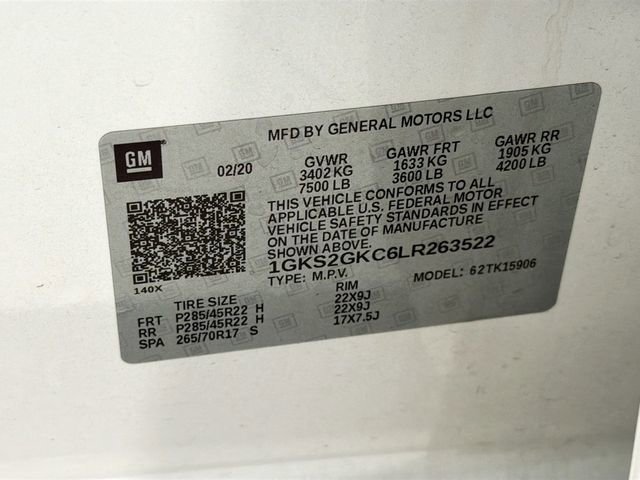 MFD BY GENERAL MOTORS LLC
GM
02/20
GVWR GAWR FRT GAWR RR
3402 KG 1633 KG 1905 KG
7500 LB 3600 LB 4200 LB
THIS VEHICLE CONFORMS TO ALL
APPLICABLE U.S. FEDERAL MOTOR
VEHICLE SAFETY STANDARDS IN EFFECT
ON THE DATE OF MANUFACTURE
SHOWN ABOVE.
1GKS2GKC6LR263522
TYPE: M.P.V. MODEL: 62TK15906
140X
TIRE SIZE RIM
FRT P285/45R22 H 22X9J
RR P285/45R22 H 22X9J
SPA 265/70R17 S 17X7.5J